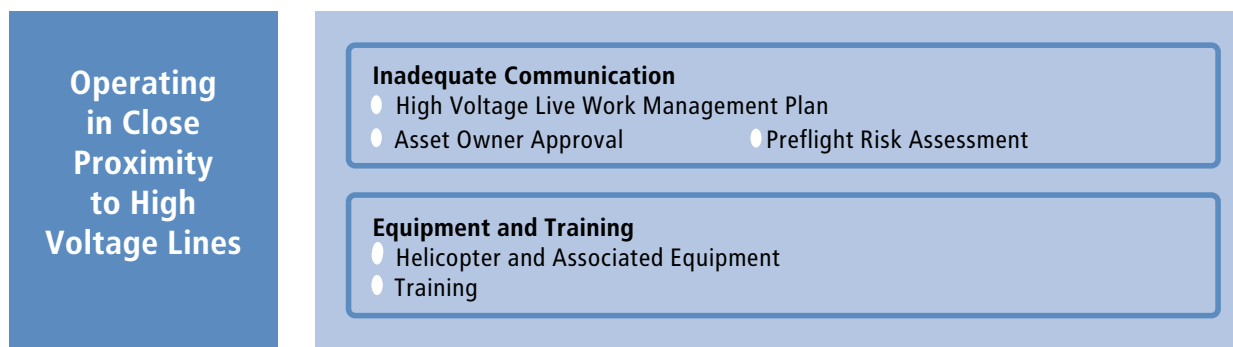 Operating
in Close
Proximity
to High
Voltage Lines
Inadequate Communication
High Voltage Live Work Management Plan
Asset Owner Approval Preflight Risk Assessment
Equipment and Training
Helicopter and Associated Equipment
Training